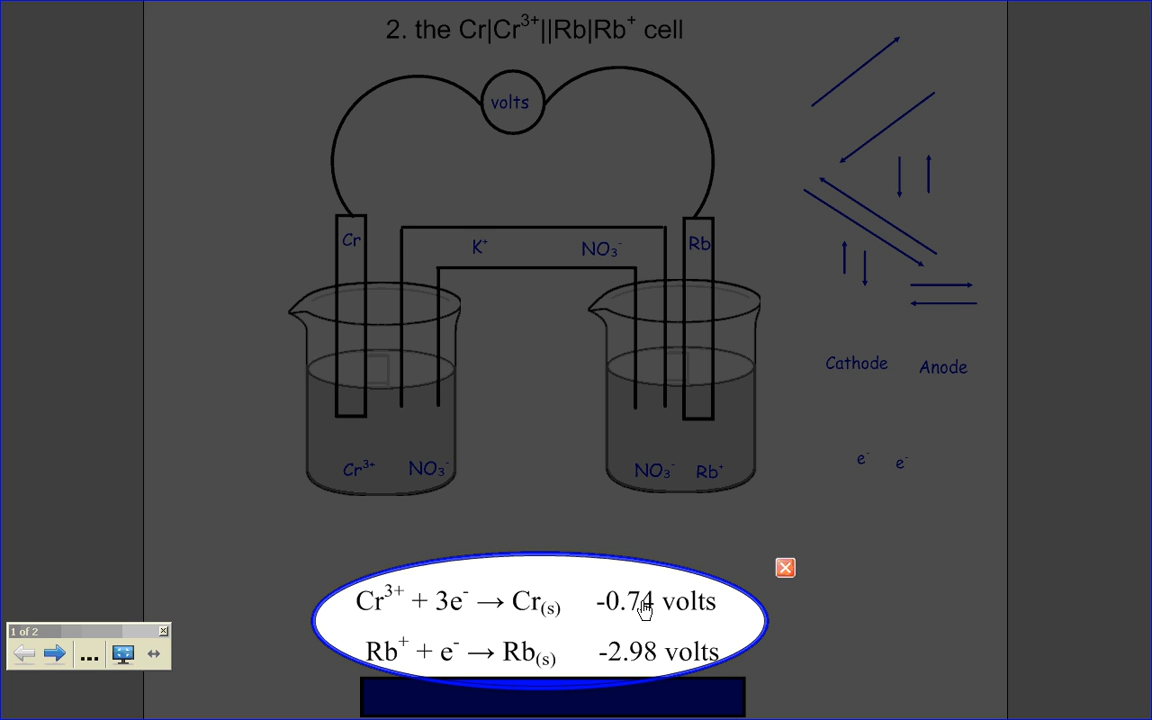 2. the Cr|Cr³⁺||Rb|Rb⁺ cell
volts
Cr
K⁺ NO₃⁻
Rb
Cathode Anode
Cr³⁺ NO₃⁻
NO₃⁻ Rb⁺
e⁻ e⁻
Cr³⁺ + 3e⁻ → Cr₍s₎ -0.74 volts
Rb⁺ + e⁻ → Rb₍s₎ -2.98 volts
1 of 2